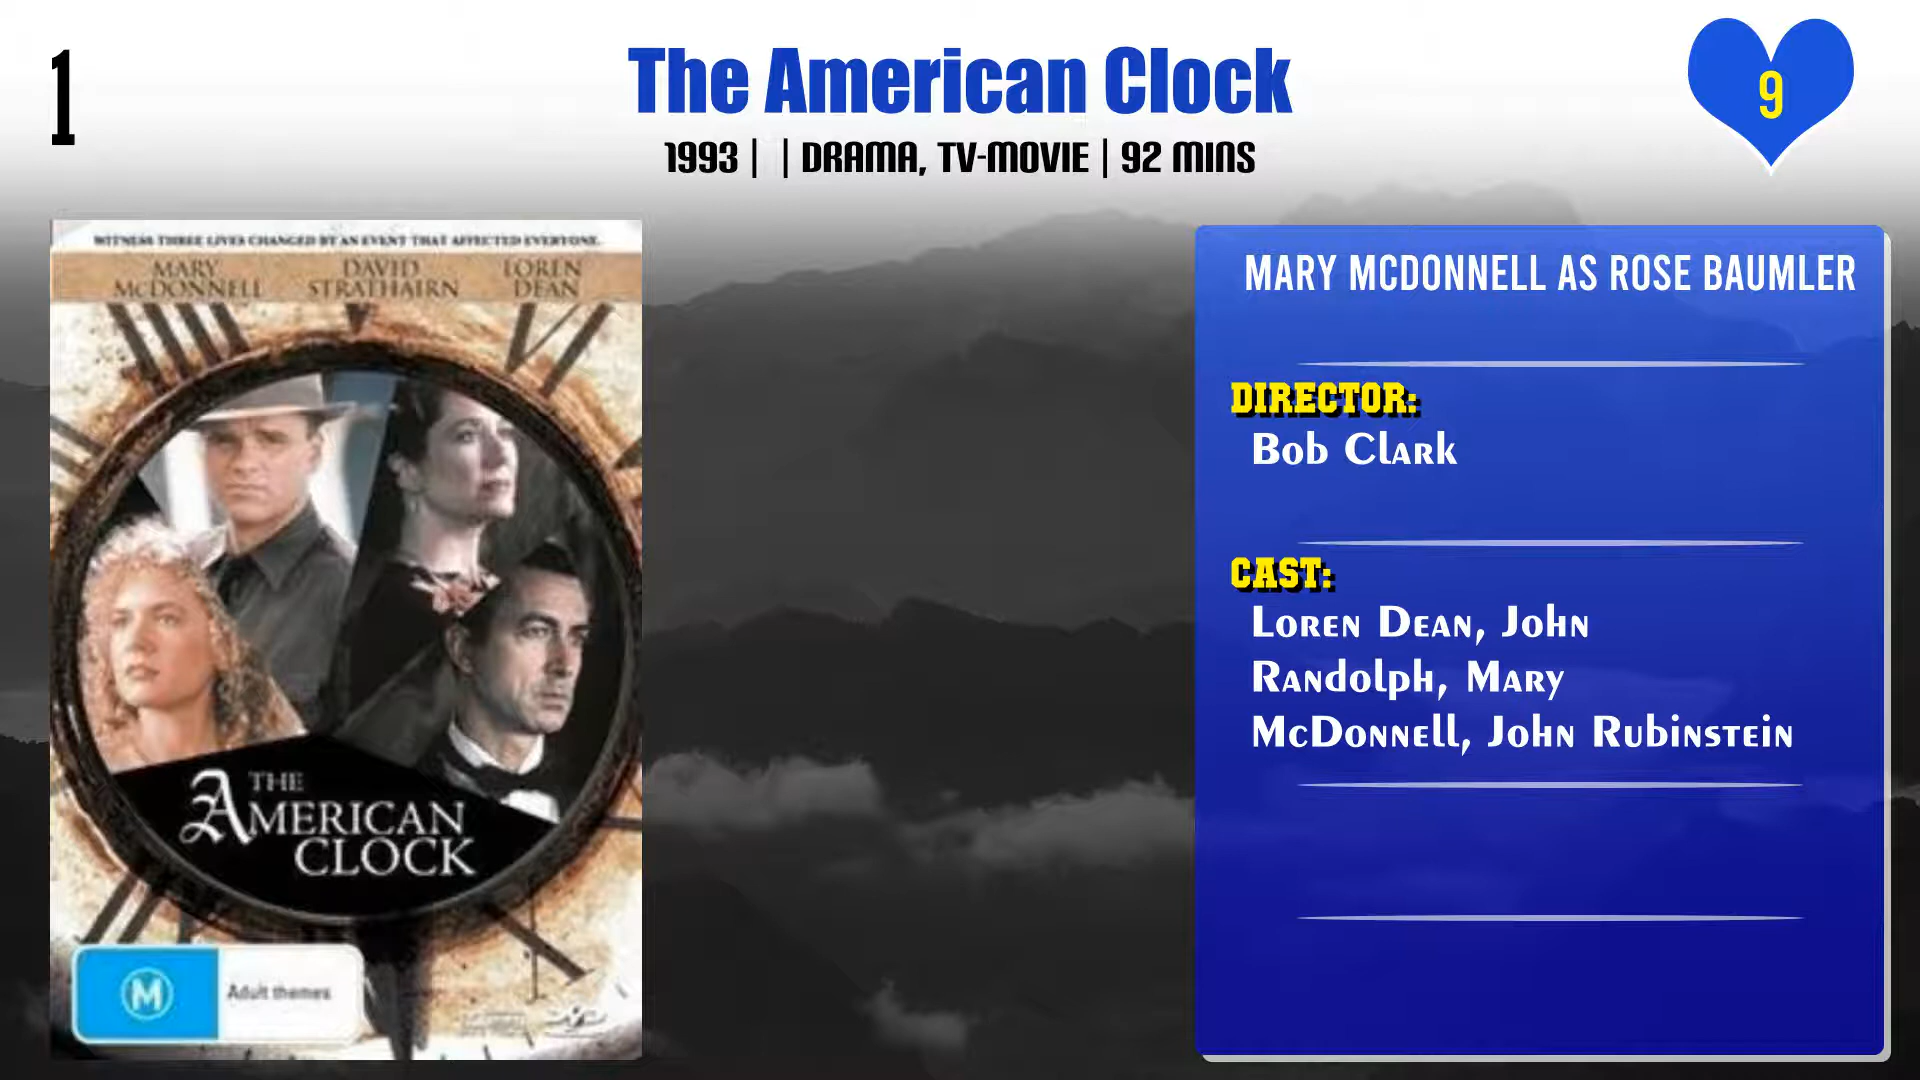 1
The American Clock
1993 | | DRAMA, TV-MOVIE | 92 MINS
9
WITNESS THREE LIVES CHANGED BY AN EVENT THAT AFFECTED EVERYONE.
MARY McDONNELL
DAVID STRATHAIRN
LOREN DEAN
THE
AMERICAN
CLOCK
M
Adult themes
MARY MCDONNELL AS ROSE BAUMLER
DIRECTOR:
Bob Clark
CAST:
Loren Dean, John
Randolph, Mary
McDonnell, John Rubinstein